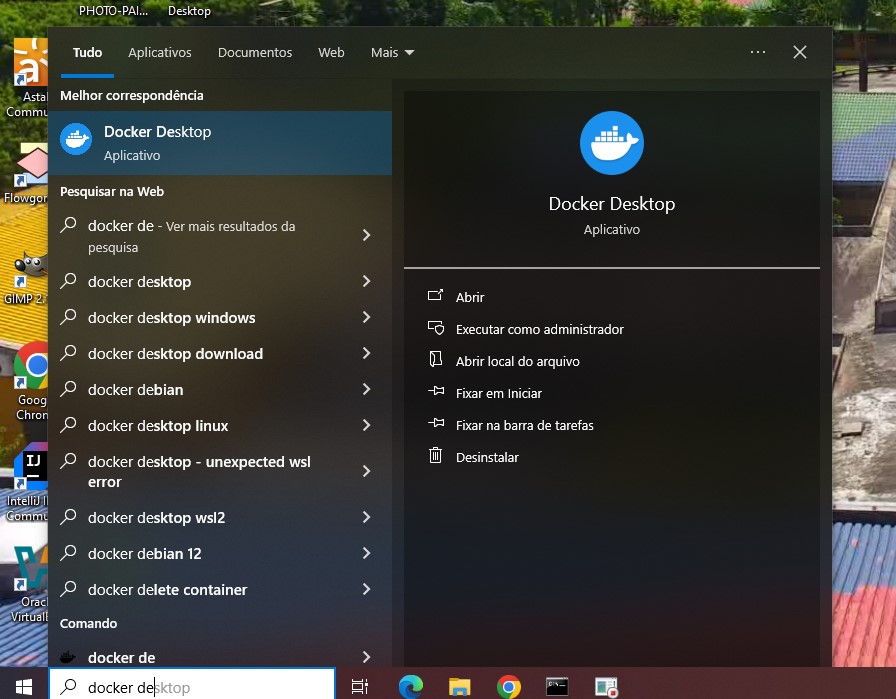 PHOTO-PAI...
Desktop
Tudo
Aplicativos
Documentos
Web
Mais
Melhor correspondência
Docker Desktop
Aplicativo
Pesquisar na Web
docker de - Ver mais resultados da
pesquisa
docker desktop
docker desktop windows
docker desktop download
docker debian
docker desktop linux
docker desktop - unexpected wsl
error
docker desktop wsl2
docker debian 12
docker delete container
Comando
docker de
docker desktop
Docker Desktop
Aplicativo
Abrir
Executar como administrador
Abrir local do arquivo
Fixar em Iniciar
Fixar na barra de tarefas
Desinstalar
Astal
Commu
Flowgor
GIMP 2.
Goog
Chron
IJ
IntelliJ I
Commu
Orac
VirtualB